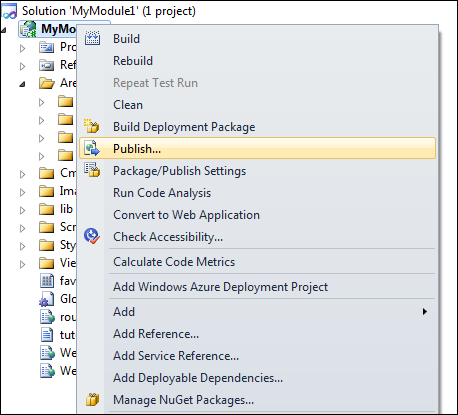 Solution 'MyModule1' (1 project)
Build
Rebuild
Repeat Test Run
Clean
Build Deployment Package
Publish...
Package/Publish Settings
Run Code Analysis
Convert to Web Application
Check Accessibility...
Calculate Code Metrics
Add Windows Azure Deployment Project
Add
Add Reference...
Add Service Reference...
Add Deployable Dependencies...
Manage NuGet Packages...
MyMo
Pro
Ref
Are
Cm
Ima
lib
Scr
Sty
Vie
fav
Glo
rou
tut
We
We